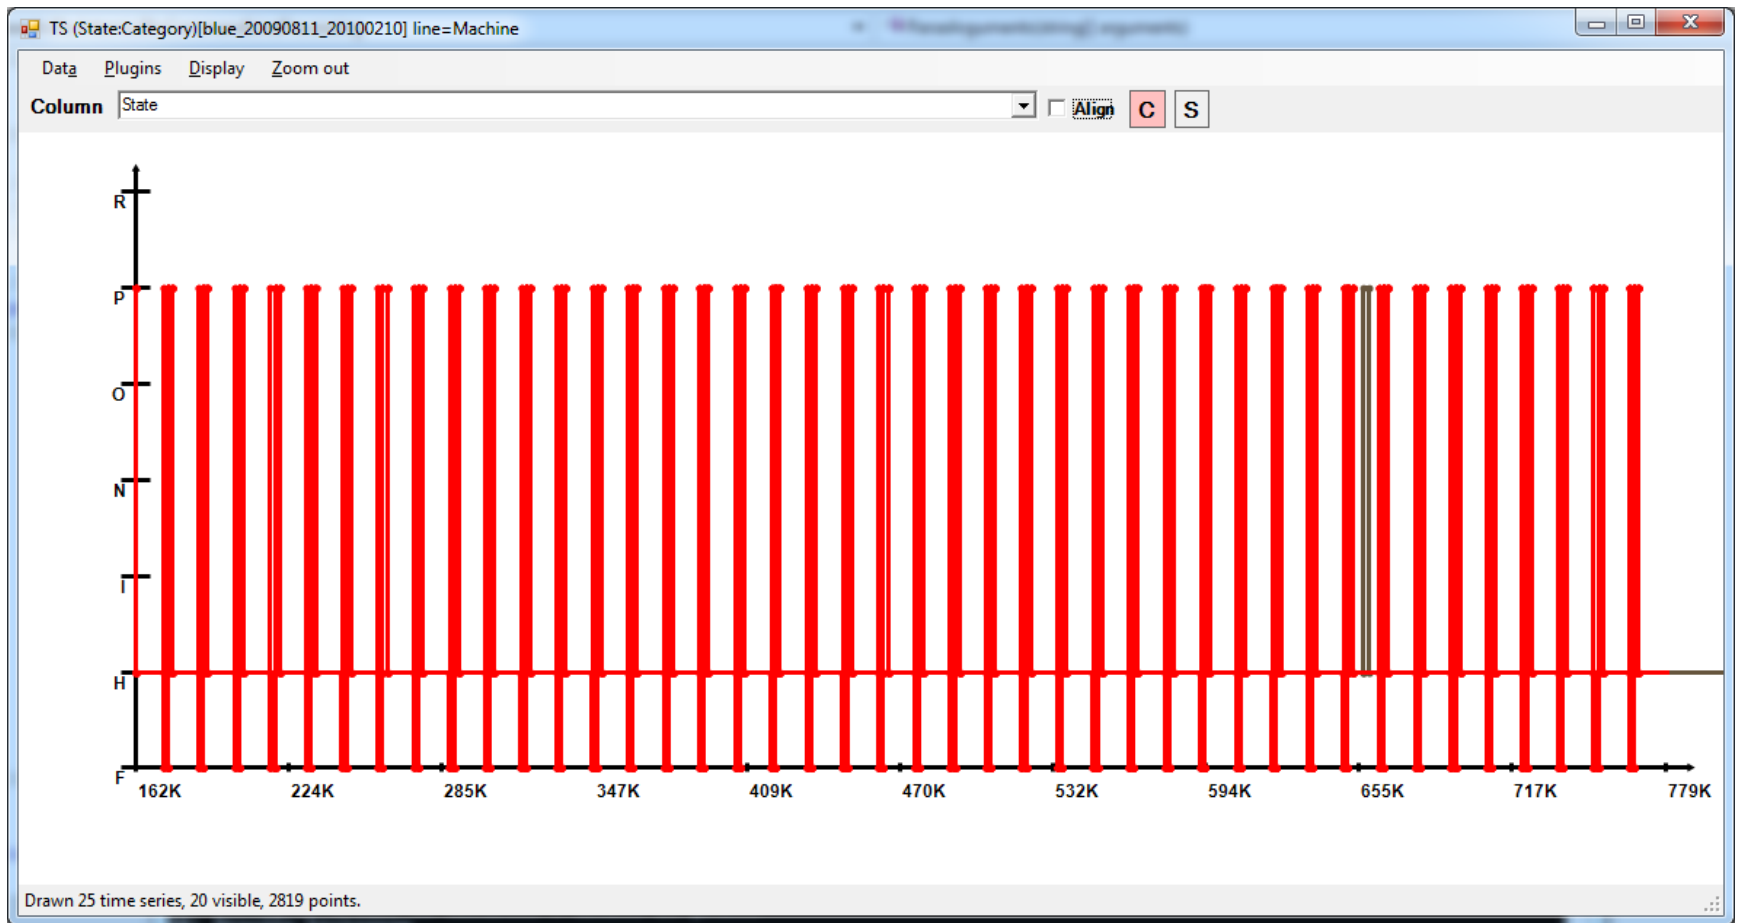 TS (State:Category)[blue_20090811_20100210] line=Machine
Data Plugins Display Zoom out
Column State Align C S
R
P
O
N
I
H
F
162K 224K 285K 347K 409K 470K 532K 594K 655K 717K 779K
Drawn 25 time series, 20 visible, 2819 points.